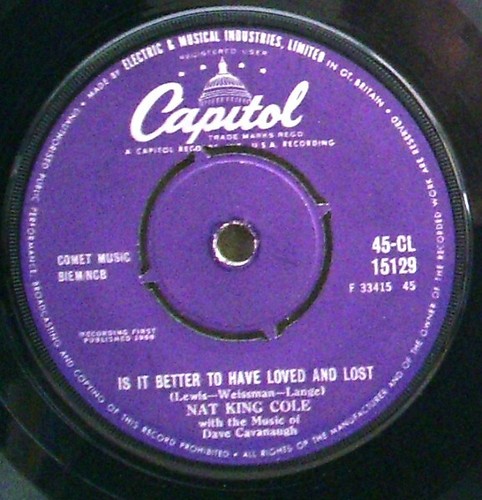 MADE BY ELECTRIC & MUSICAL INDUSTRIES, LIMITED IN GT. BRITAIN • ALL RIGHTS OF THE MANUFACTURER AND OF THE OWNER OF THE RECORDED WORK ARE RESERVED
UNAUTHORISED PUBLIC PERFORMANCE, BROADCASTING AND COPYING OF THIS RECORD PROHIBITED •
REGISTERED USER
Capitol
TRADE MARKS REGD
A CAPITOL U.S.A. RECORDING
45-CL
15129
F 33415 45
COMET MUSIC
BIEM/NCB
RECORDING FIRST
PUBLISHED
IS IT BETTER TO HAVE LOVED AND LOST
(Lewis—Weissman—Lange)
NAT KING COLE
with the Music of
Dave Cavanaugh